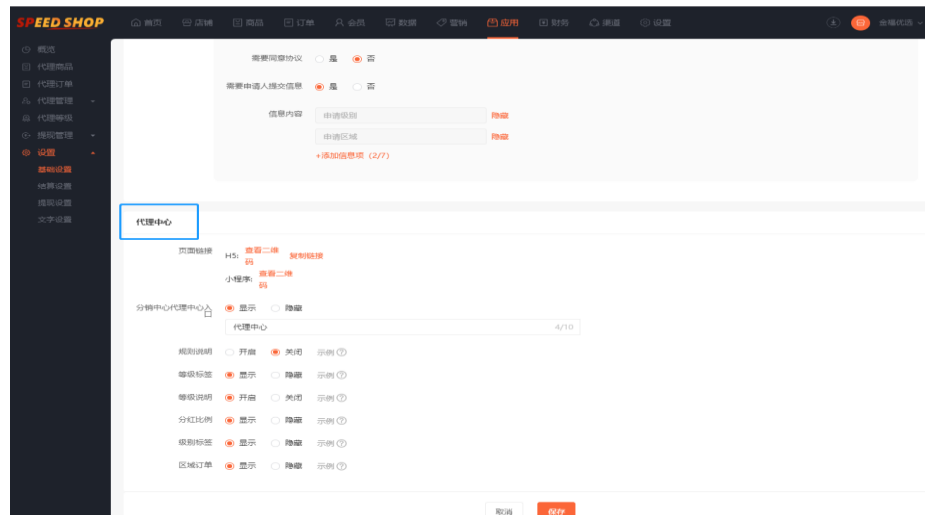 SPEED SHOP
首页 店铺 商品 订单 会员 数据 营销 应用 财务 渠道 设置
概览
代理商品
代理订单
代理管理
代理等级
提现管理
设置
基础设置
结算设置
提现设置
文字设置
需要同意协议 是 否
需要申请人提交信息 是 否
信息内容 申请级别 隐藏
申请区域 隐藏
+添加信息项 (2/7)
代理中心
页面链接 H5: 查看二维
码 复制链接
小程序: 查看二维
码
分销中心代理中心入
口 显示 隐藏
代理中心 4/10
规则说明 开启 关闭 示例
等级标签 显示 隐藏 示例
等级说明 开启 关闭 示例
分红比例 显示 隐藏 示例
级别标签 显示 隐藏 示例
区域订单 显示 隐藏 示例
取消 保存